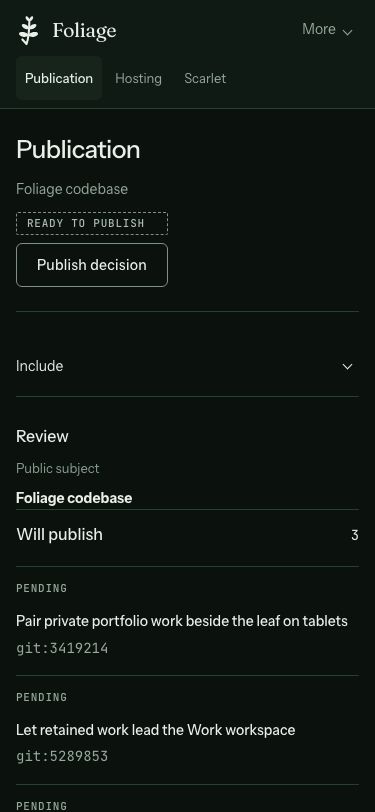 Foliage
More
Publication
Hosting
Scarlet
Publication
Foliage codebase
READY TO PUBLISH
Publish decision
Include
Review
Public subject
Foliage codebase
Will publish
3
PENDING
Pair private portfolio work beside the leaf on tablets
git:3419214
PENDING
Let retained work lead the Work workspace
git:5289853
PENDING